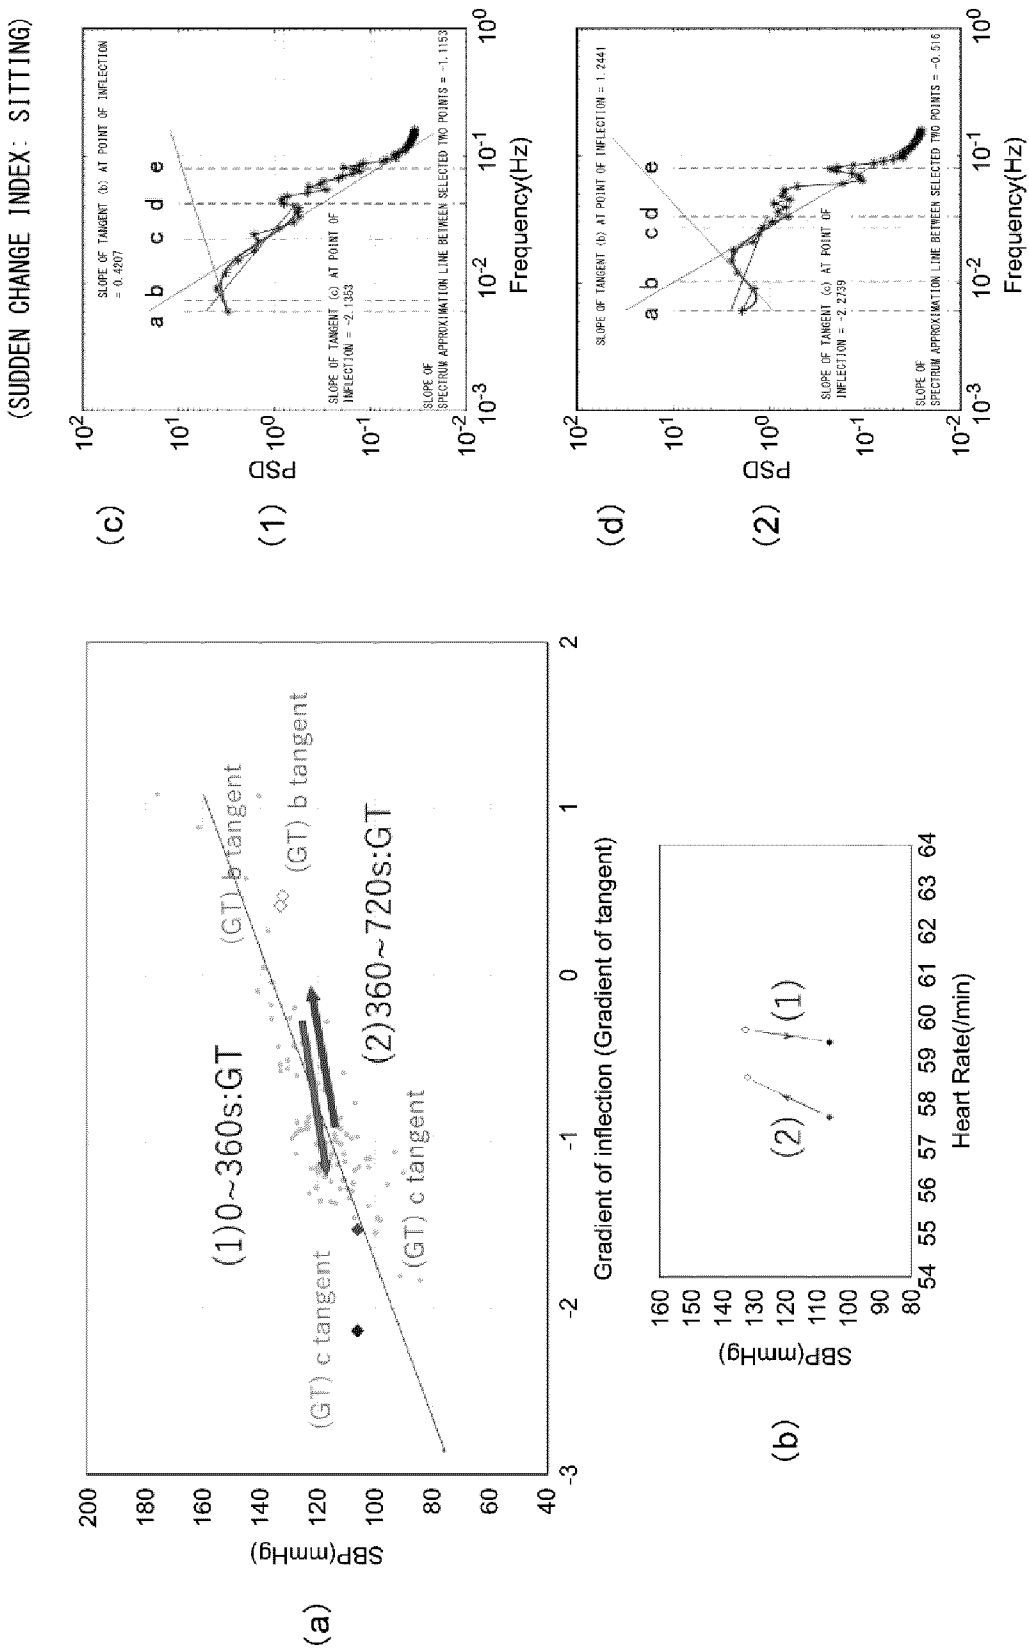 (SUDDEN CHANGE INDEX: SITTING)
(a)
SBP(mmHg)
200
180
160
140
120
100
80
60
40
-3
-2
-1
0
1
2
Gradient of inflection (Gradient of tangent)
(1)0~360s:GT
(2)360~720s:GT
(GT) b tangent
(GT) b tangent
(GT) c tangent
(GT) c tangent
(b)
SBP(mmHg)
160
150
140
130
120
110
100
90
80
54
55
56
57
58
59
60
61
62
63
64
Heart Rate(/min)
(1)
(2)
(c)
(1)
PSD
10²
10¹
10⁰
10⁻¹
10⁻²
10⁻³
10⁻²
10⁻¹
10⁰
Frequency(Hz)
a b c d e
SLOPE OF TANGENT (b) AT POINT OF INFLECTION
= 0.4207
SLOPE OF TANGENT (c) AT POINT OF
INFLECTION = -2.1353
SLOPE OF
SPECTRUM APPROXIMATION LINE BETWEEN SELECTED TWO POINTS = -1.1153
(d)
(2)
PSD
10²
10¹
10⁰
10⁻¹
10⁻²
10⁻³
10⁻²
10⁻¹
10⁰
Frequency(Hz)
a b c d e
SLOPE OF TANGENT (b) AT POINT OF INFLECTION = 1.2441
SLOPE OF TANGENT (c) AT POINT OF
INFLECTION = -2.2739
SLOPE OF
SPECTRUM APPROXIMATION LINE BETWEEN SELECTED TWO POINTS = -0.516